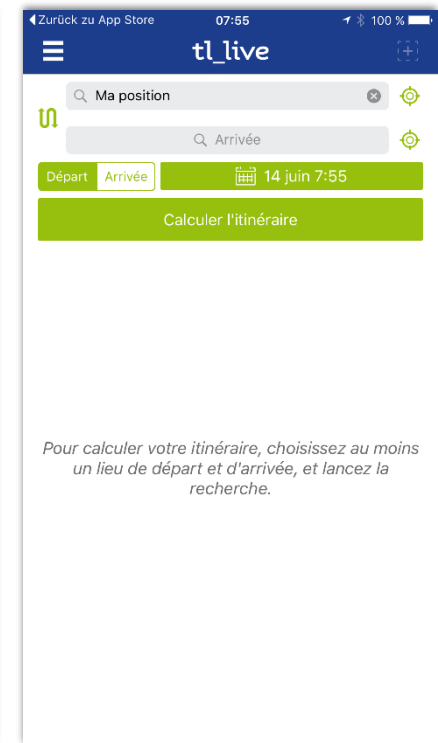 Zurück zu App Store 07:55 100 %
tl_live
Ma position
Arrivée
Départ Arrivée 14 juin 7:55
Calculer l'itinéraire
Pour calculer votre itinéraire, choisissez au moins
un lieu de départ et d'arrivée, et lancez la
recherche.